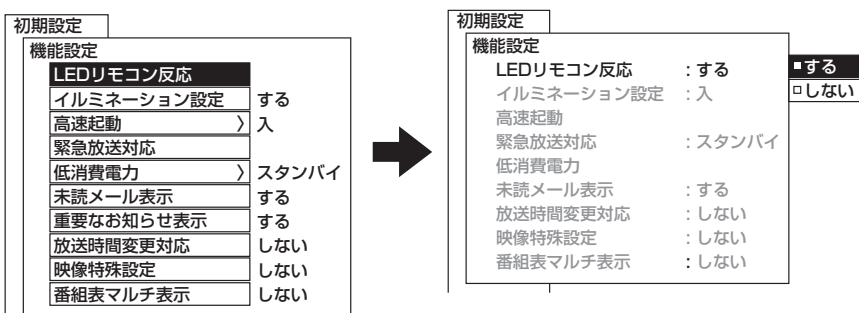 初期設定
機能設定
LEDリモコン反応
イルミネーション設定 する
高速起動 〉 入
緊急放送対応
低消費電力 〉 スタンバイ
未読メール表示 する
重要なお知らせ表示 する
放送時間変更対応 しない
映像特殊設定 しない
番組表マルチ表示 しない
初期設定
機能設定
LEDリモコン反応 : する
イルミネーション設定 : 入
高速起動
緊急放送対応 : スタンバイ
低消費電力
未読メール表示 : する
放送時間変更対応 : しない
映像特殊設定 : しない
番組表マルチ表示 : しない
■する
□しない